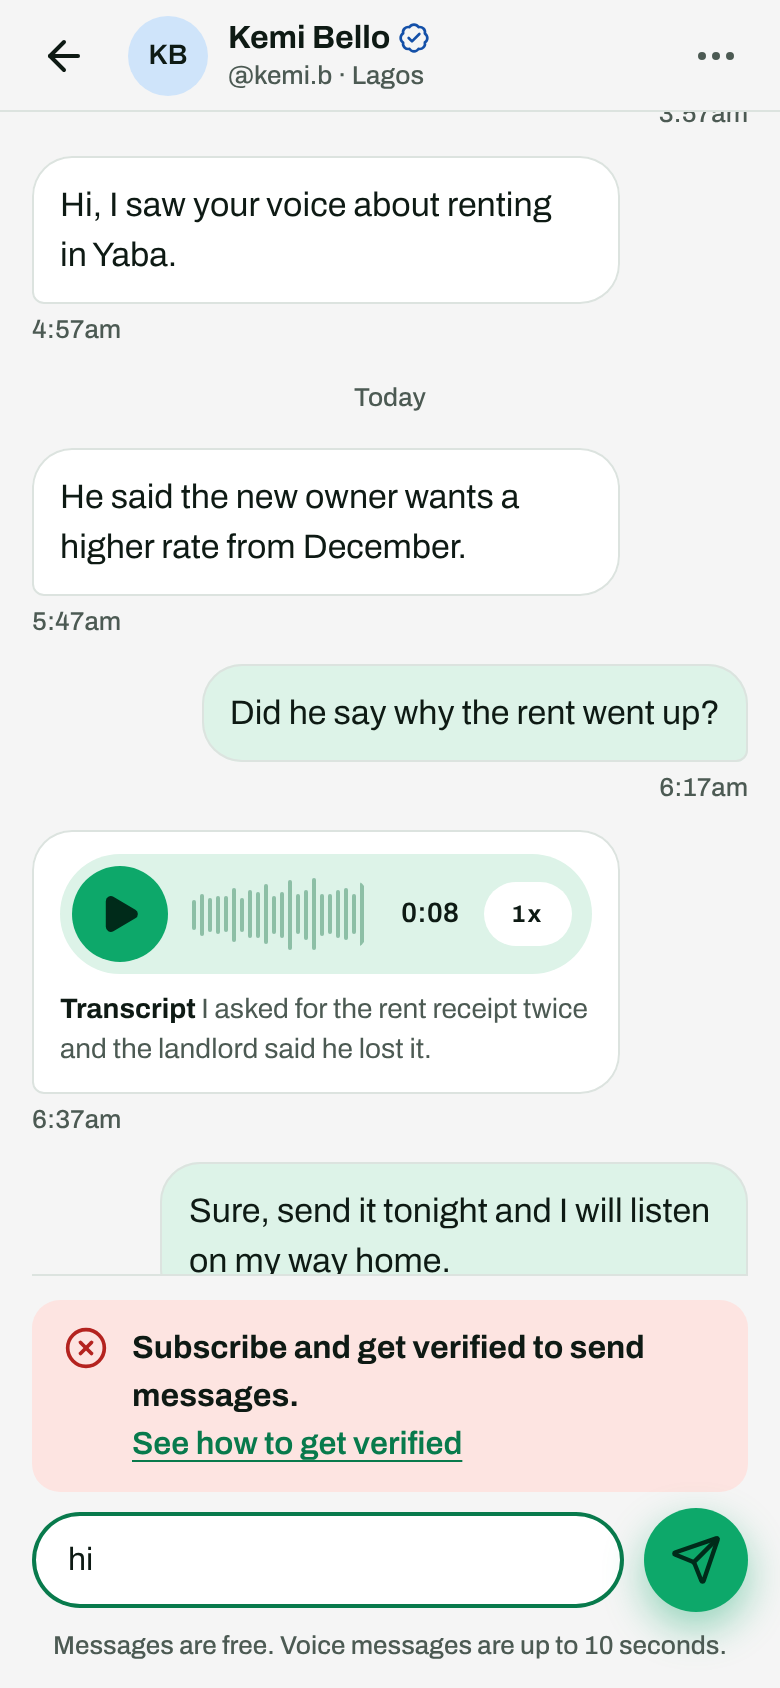 KB
Kemi Bello
@kemi.b · Lagos
3:57am
Hi, I saw your voice about renting
in Yaba.
4:57am
Today
He said the new owner wants a
higher rate from December.
5:47am
Did he say why the rent went up?
6:17am
0:08
1x
Transcript I asked for the rent receipt twice
and the landlord said he lost it.
6:37am
Sure, send it tonight and I will listen
on my way home.
Subscribe and get verified to send
messages.
See how to get verified
hi
Messages are free. Voice messages are up to 10 seconds.